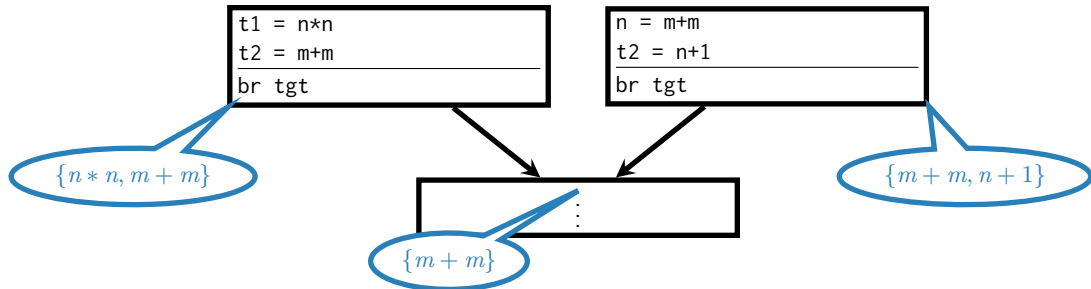 t1 = n*n
t2 = m+m
br tgt
n = m+m
t2 = n+1
br tgt
{n ∗ n, m + m}
{m + m, n + 1}
⋮
{m + m}